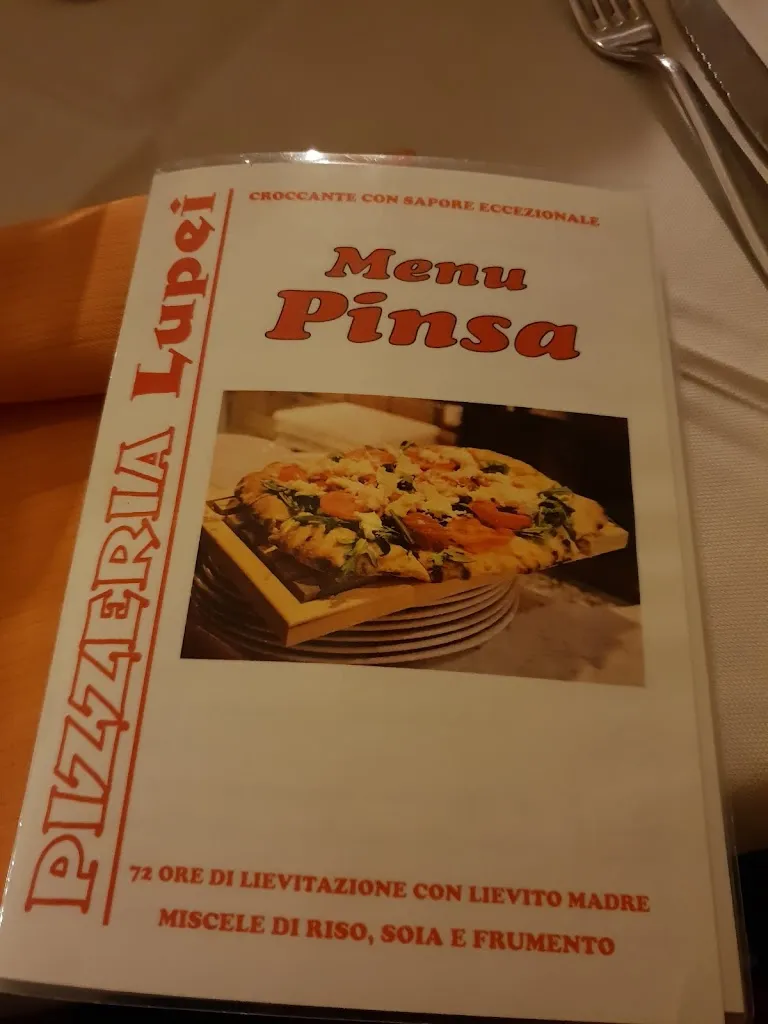 PIZZERIA Lupei
CROCCANTE CON SAPORE ECCEZIONALE
Menu
Pinsa
72 ORE DI LIEVITAZIONE CON LIEVITO MADRE
MISCELE DI RISO, SOIA E FRUMENTO